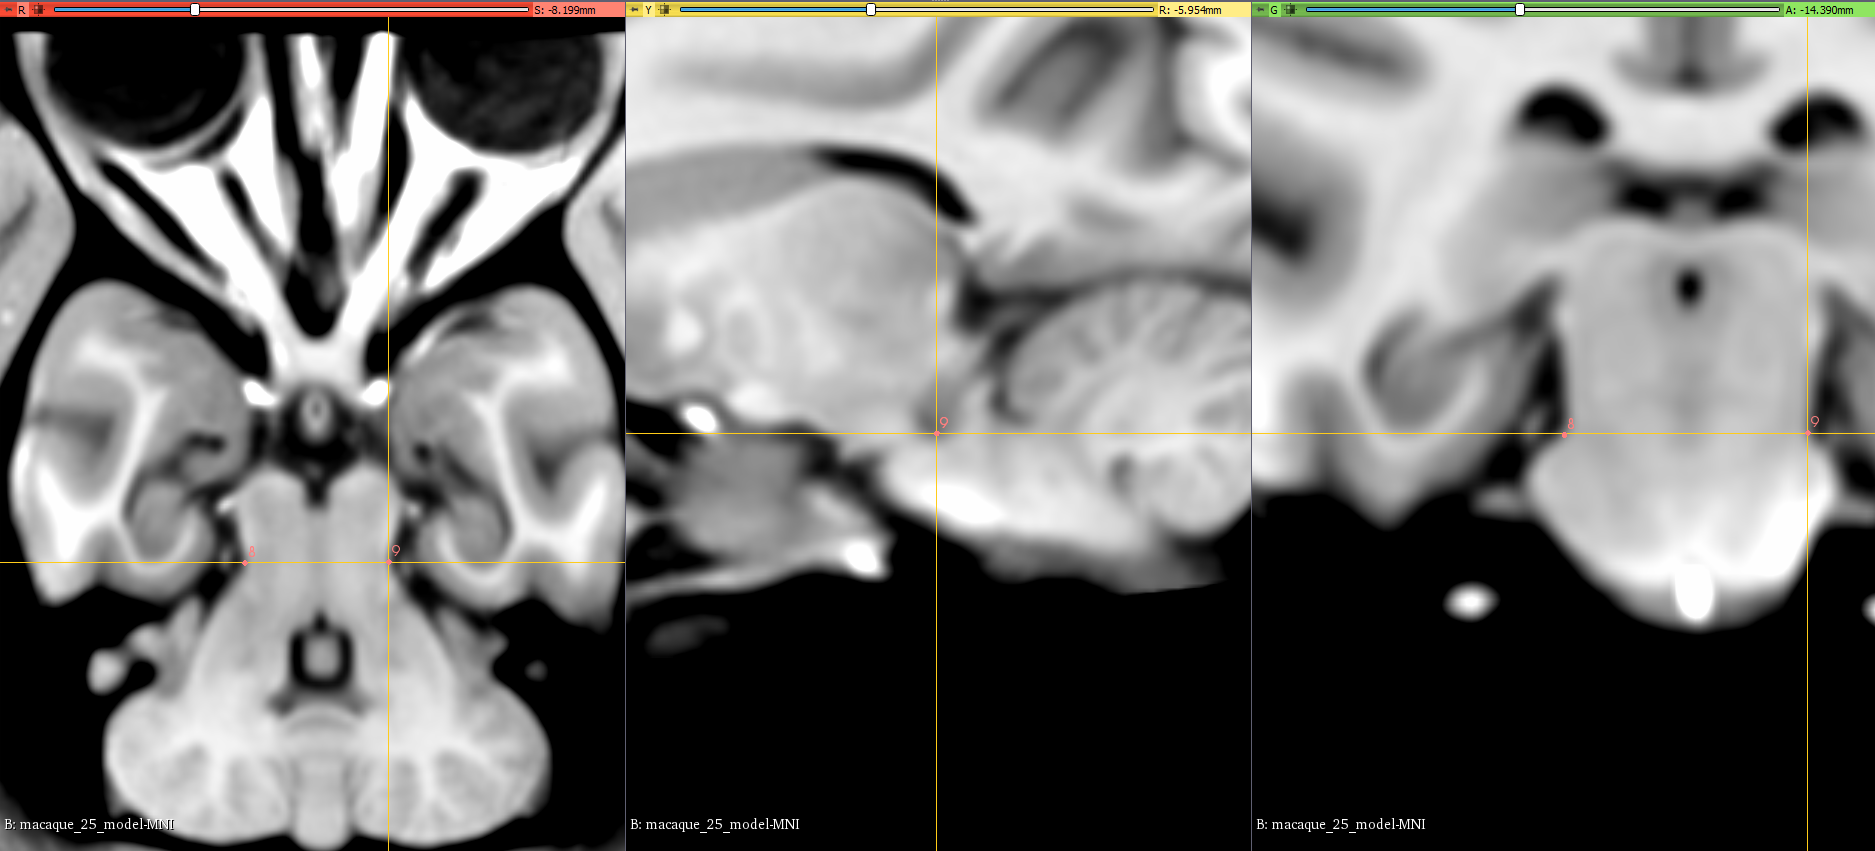 R S: -8.199mm
Y R: -5.954mm
G A: -14.390mm
8 9
9
8 9
B: macaque_25_model-MNI
B: macaque_25_model-MNI
B: macaque_25_model-MNI